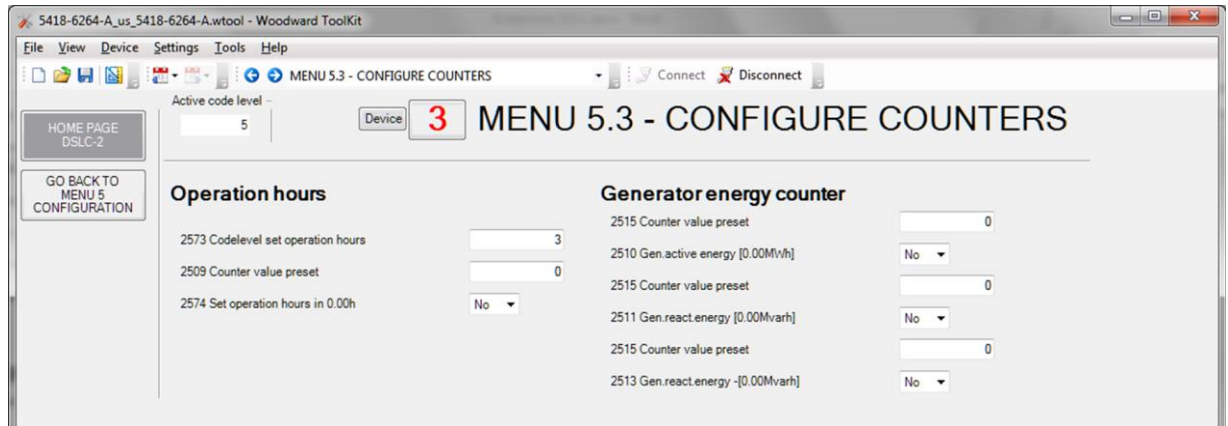 5418-6264-A_us_5418-6264-A.wtool - Woodward ToolKit
File View Device Settings Tools Help
MENU 5.3 - CONFIGURE COUNTERS Connect Disconnect
Active code level
5
Device 3 MENU 5.3 - CONFIGURE COUNTERS
HOME PAGE
DSLC-2
GO BACK TO
MENU 5
CONFIGURATION
Operation hours
2573 Codelevel set operation hours 3
2509 Counter value preset 0
2574 Set operation hours in 0.00h No
Generator energy counter
2515 Counter value preset 0
2510 Gen.active energy [0.00MWh] No
2515 Counter value preset 0
2511 Gen.react.energy [0.00Mvarh] No
2515 Counter value preset 0
2513 Gen.react.energy -[0.00Mvarh] No